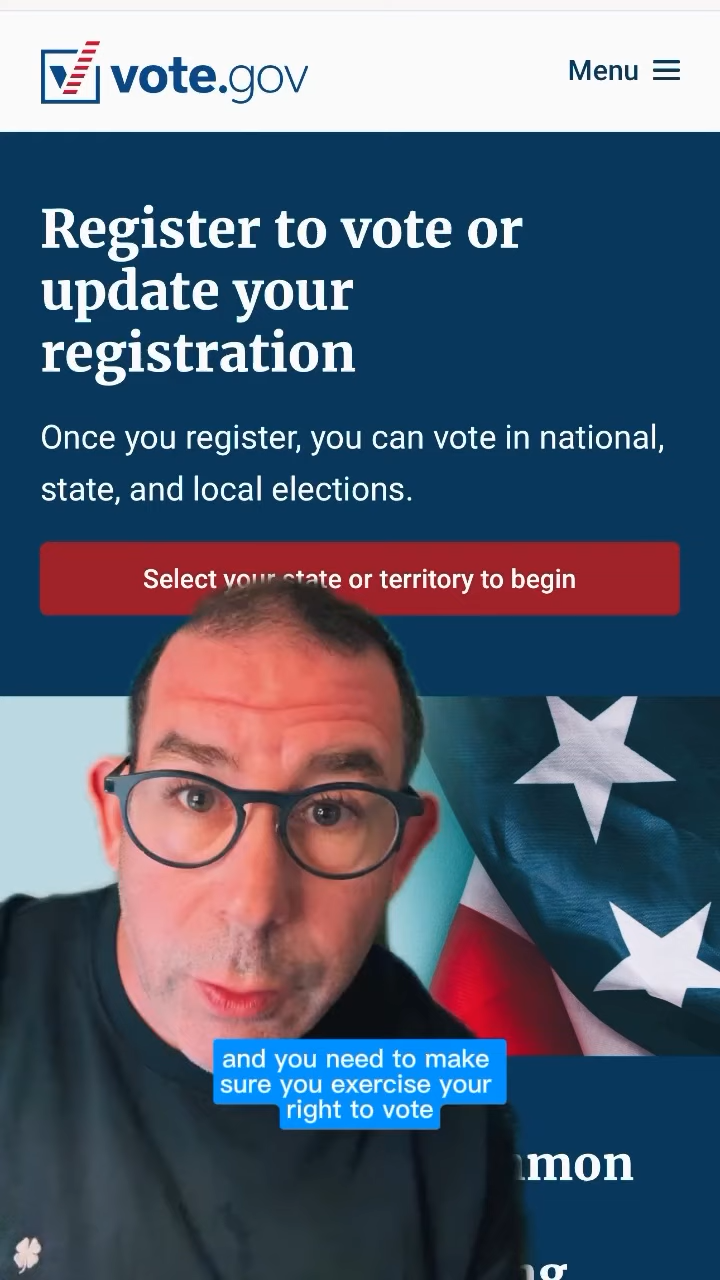 vote.gov
Menu
Register to vote or
update your
registration
Once you register, you can vote in national,
state, and local elections.
Select your state or territory to begin
and you need to make
sure you exercise your
right to vote
mon
ng